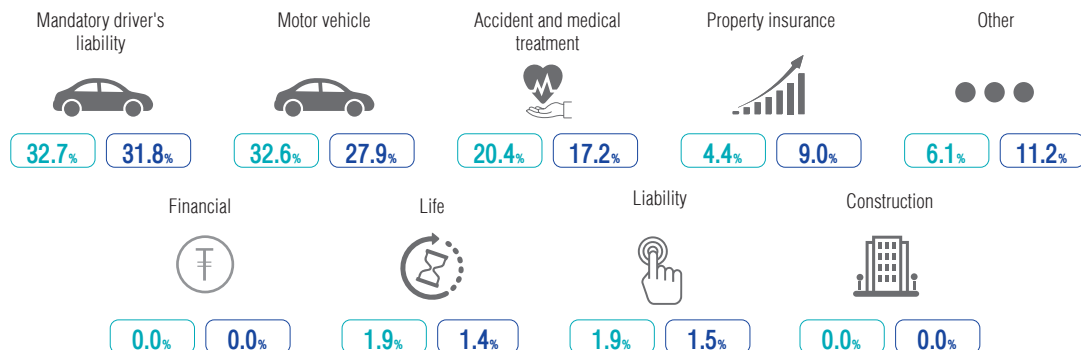 Mandatory driver's
liability
Motor vehicle
Accident and medical
treatment
Property insurance
Other
32.7% 31.8%
32.6% 27.9%
20.4% 17.2%
4.4% 9.0%
6.1% 11.2%
Financial
Life
Liability
Construction
₮
0.0% 0.0%
1.9% 1.4%
1.9% 1.5%
0.0% 0.0%